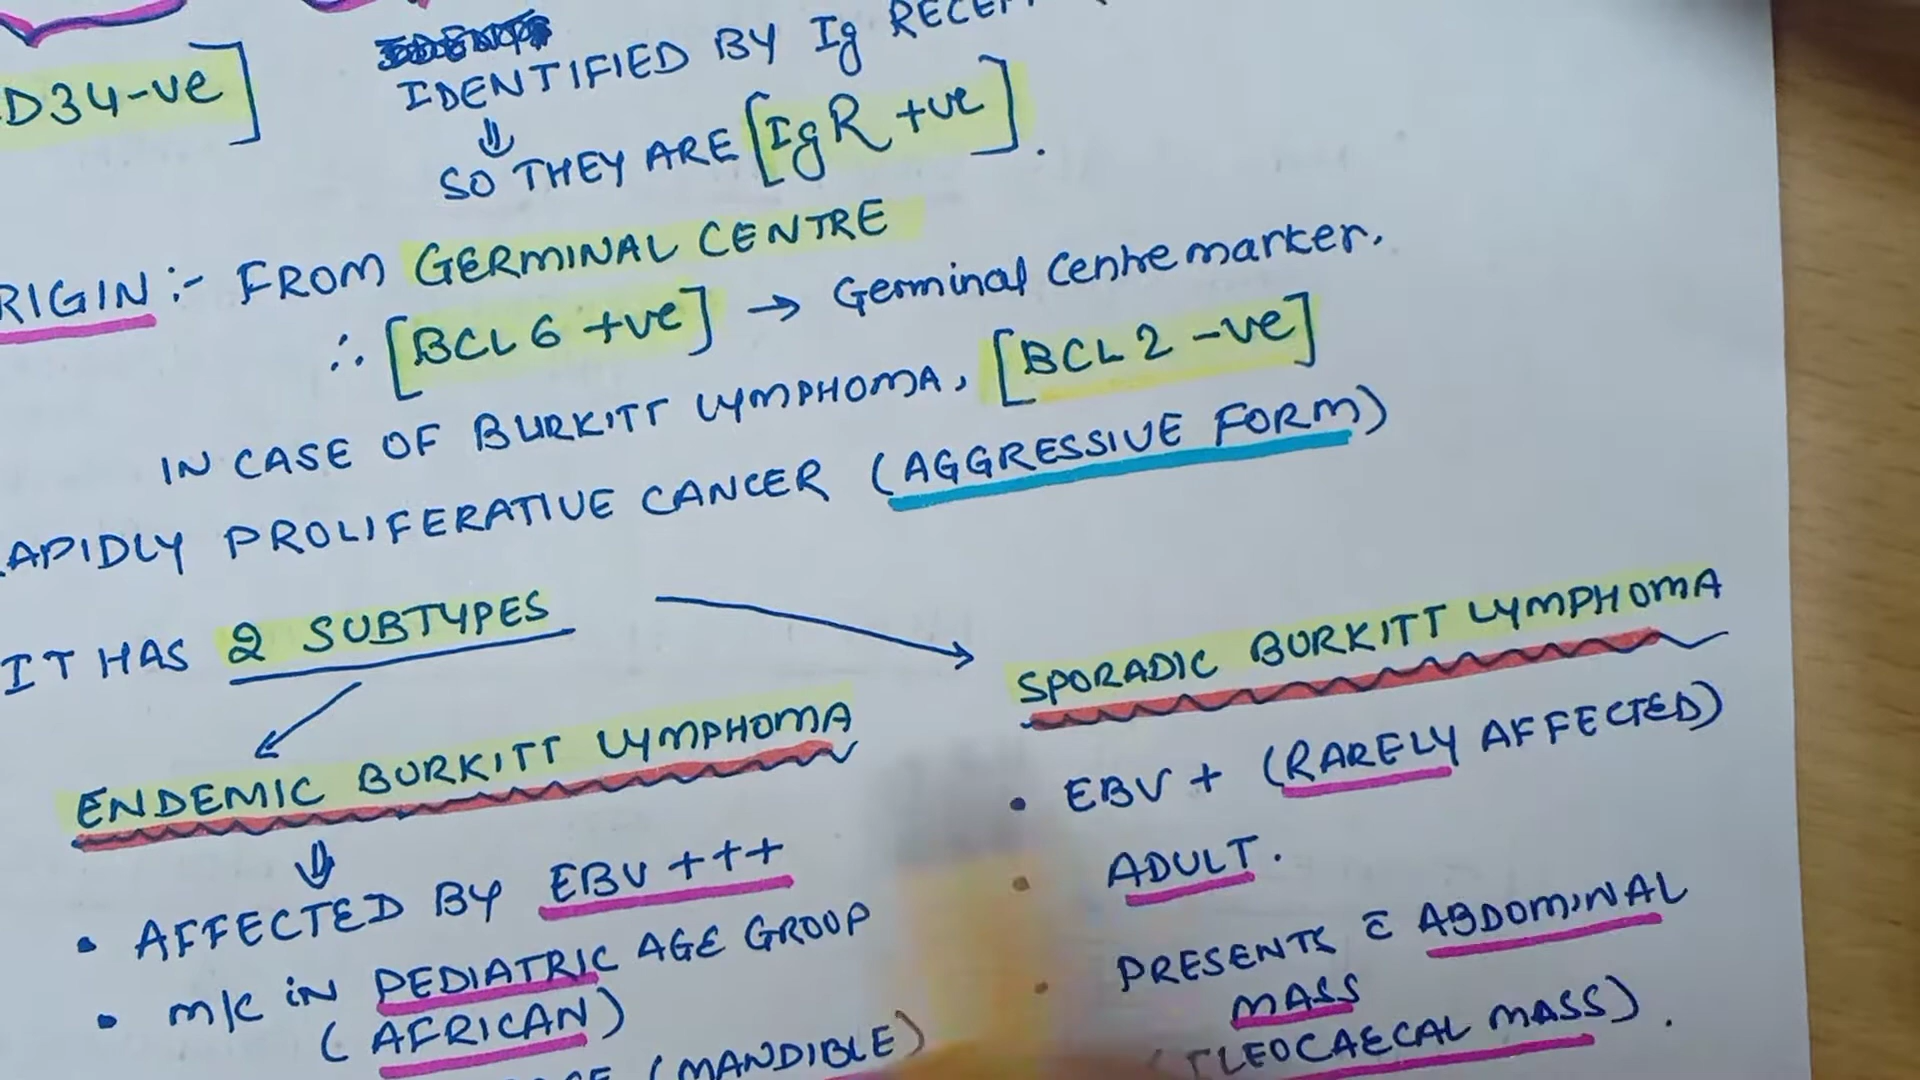 D34-ve]
IDENTIFIED BY Ig
⇓
SO THEY ARE [IgR +ve].
RIGIN :- FROM GERMINAL CENTRE
∴ [BCL 6 +ve] → Germinal Centre marker.
IN CASE OF BURKITT LYMPHOMA, [BCL 2 -ve]
RAPIDLY PROLIFERATIVE CANCER (AGGRESSIVE FORM)
IT HAS 2 SUBTYPES
ENDEMIC BURKITT LYMPHOMA
⇓
• AFFECTED BY EBV +++
• M/C IN PEDIATRIC AGE GROUP
(AFRICAN)
(MANDIBLE)
SPORADIC BURKITT LYMPHOMA
• EBV + (RARELY AFFECTED)
• ADULT.
• PRESENTS c̄ ABDOMINAL
MASS
(ILEOCAECAL MASS).